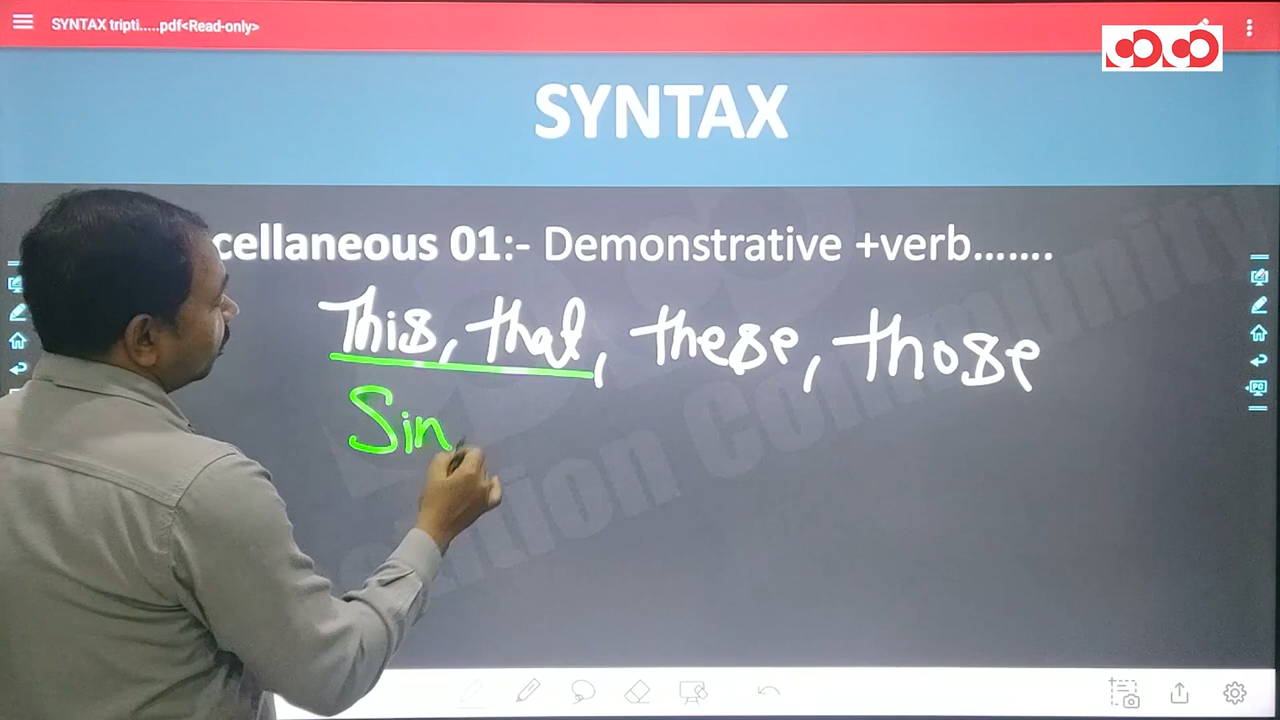 SYNTAX tripti.....pdf<Read-only>
SYNTAX
cellaneous 01:- Demonstrative +verb.......
This, that, these, those
Sin